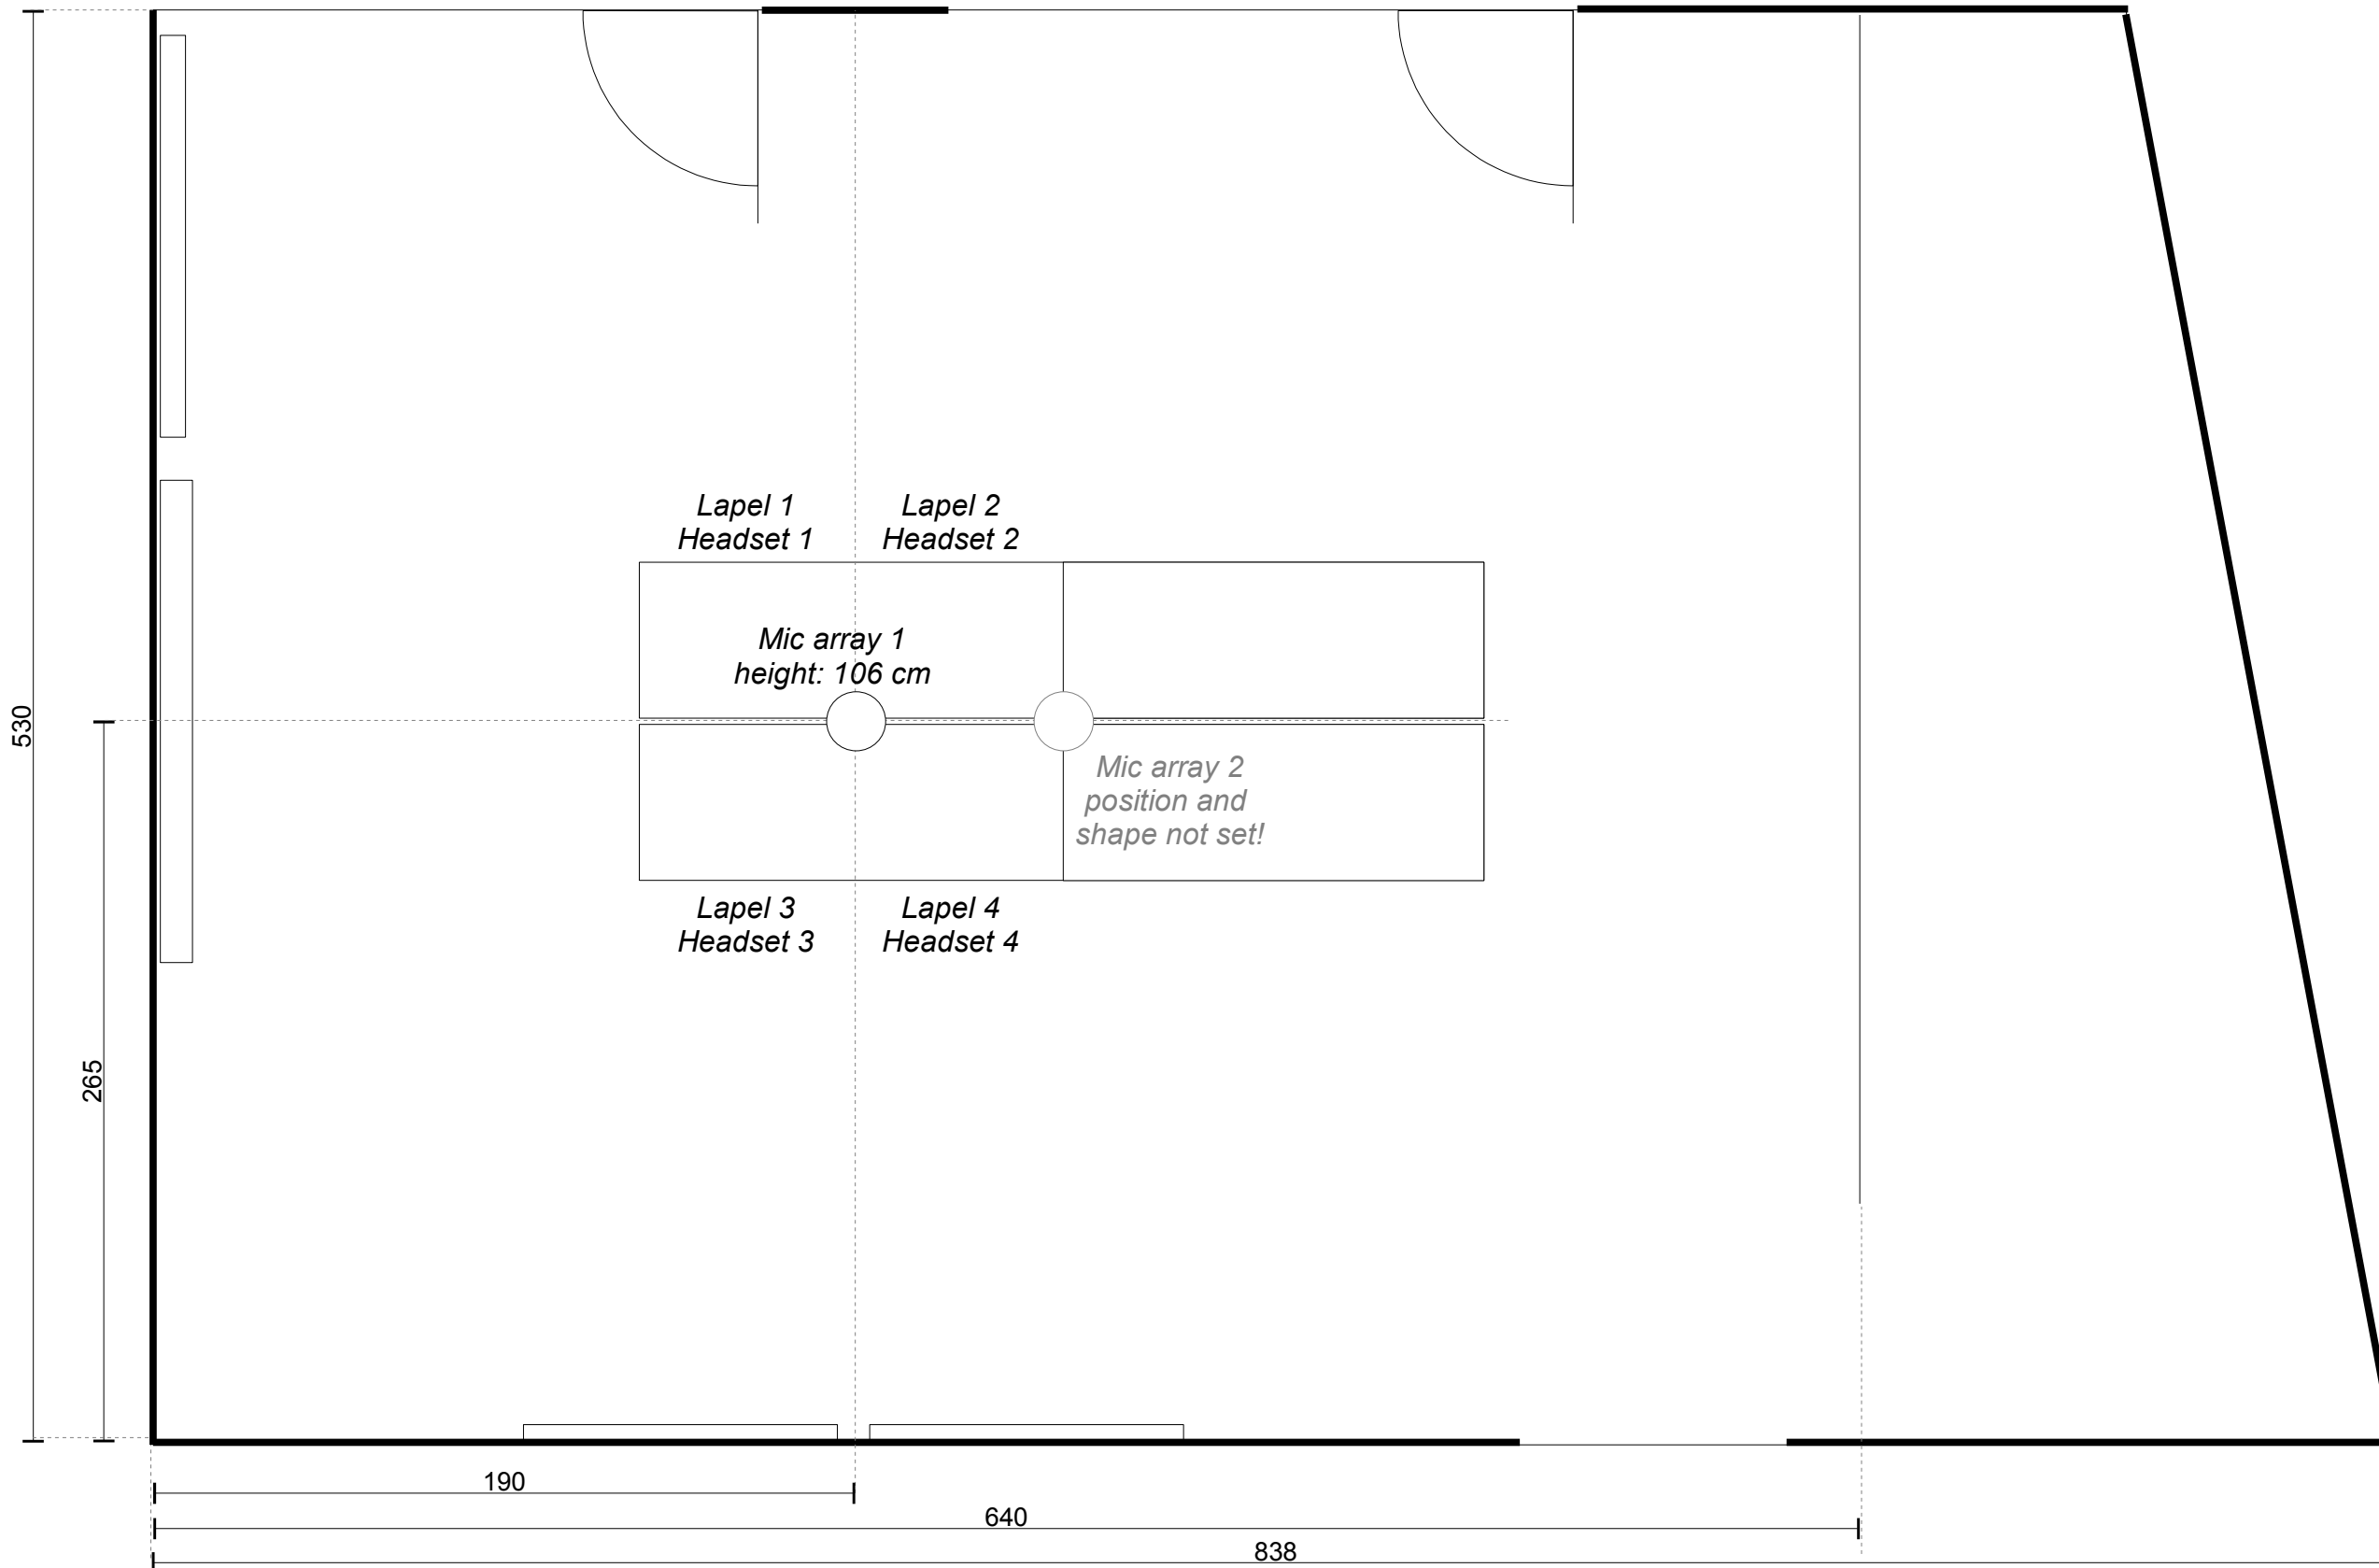 Lapel 1
Headset 1
Lapel 2
Headset 2
Mic array 1
height: 106 cm
530
Mic array 2
position and
shape not set!
Lapel 3
Headset 3
Lapel 4
Headset 4
265
190
640
838